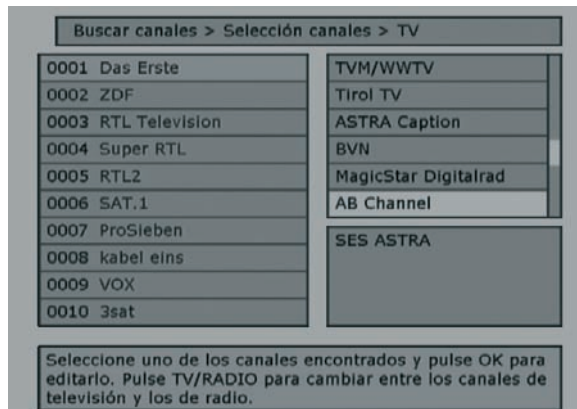 Buscar canales > Selección canales > TV
0001 Das Erste
0002 ZDF
0003 RTL Television
0004 Super RTL
0005 RTL2
0006 SAT.1
0007 ProSieben
0008 kabel eins
0009 VOX
0010 3sat
TVM/WWTV
Tirol TV
ASTRA Caption
BVN
MagicStar Digitalrad
AB Channel
SES ASTRA
Seleccione uno de los canales encontrados y pulse OK para
editarlo. Pulse TV/RADIO para cambiar entre los canales de
televisión y los de radio.